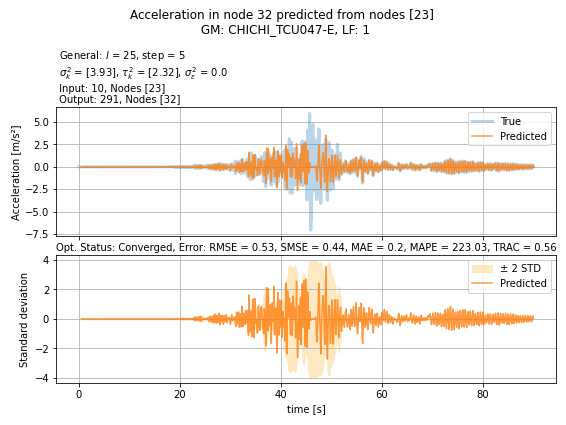 Acceleration in node 32 predicted from nodes [23]
GM: CHICHI_TCU047-E, LF: 1
General: l = 25, step = 5
σ²ₖ = [3.93], τ²ₖ = [2.32], σ²ₑ = 0.0
Input: 10, Nodes [23]
Output: 291, Nodes [32]
5.0
2.5
0.0
−2.5
−5.0
−7.5
Acceleration [m/s²]
True
Predicted
Opt. Status: Converged, Error: RMSE = 0.53, SMSE = 0.44, MAE = 0.2, MAPE = 223.03, TRAC = 0.56
4
2
0
−2
−4
Standard deviation
± 2 STD
Predicted
0 20 40 60 80
time [s]